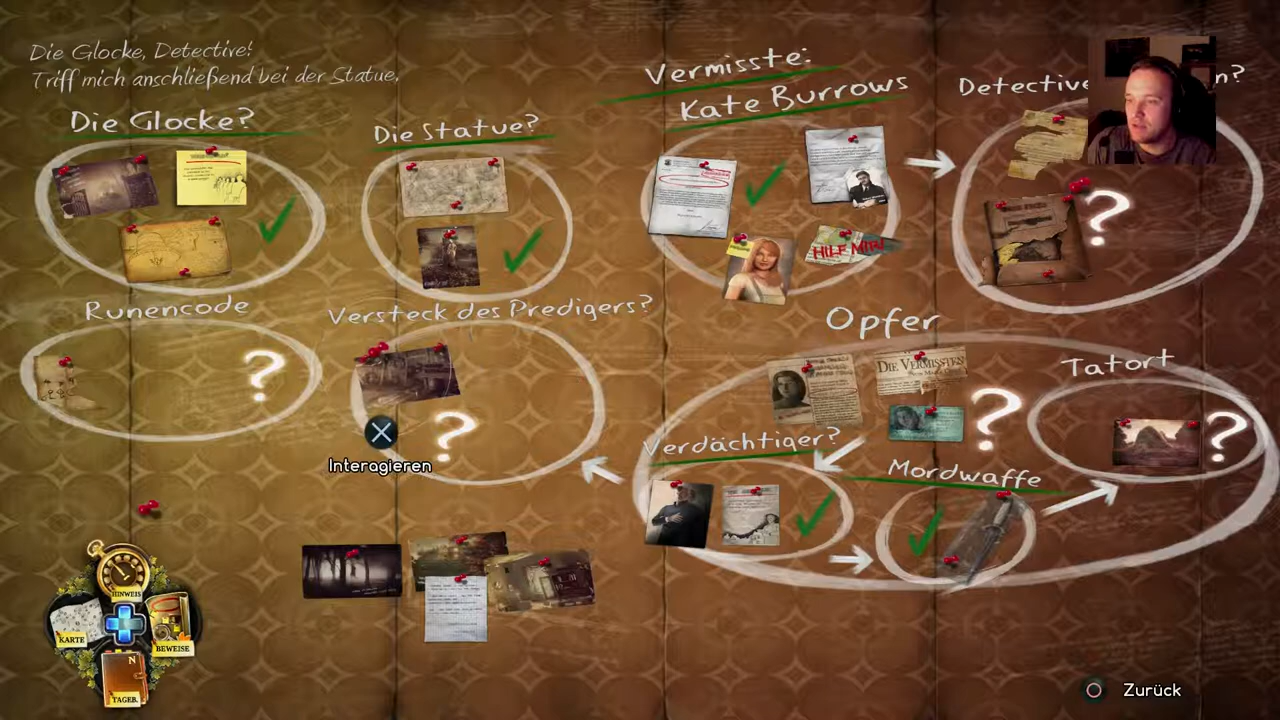 Die Glocke, Detective!
Triff mich anschließend bei der Statue,
Die Glocke?
Die Statue?
Vermisste:
Kate Burrows
Detective
n?
HILF MIR!
Runencode
Versteck des Predigers?
Opfer
DIE VERMISSTEN
Tatort
Verdächtiger?
Mordwaffe
Interagieren
HINWEIS
KARTE
BEWEISE
N
TAGEB.
Zurück